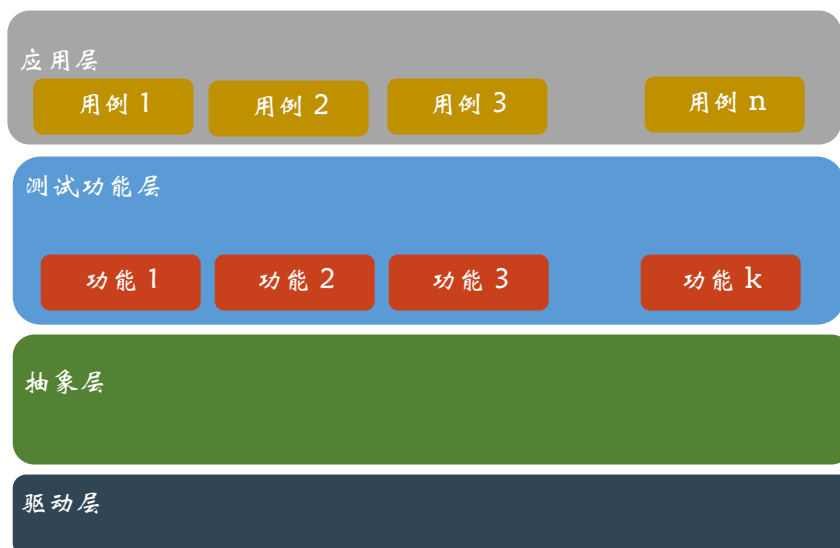 应用层
用例 1
用例 2
用例 3
用例 n
测试功能层
功能 1
功能 2
功能 3
功能 k
抽象层
驱动层